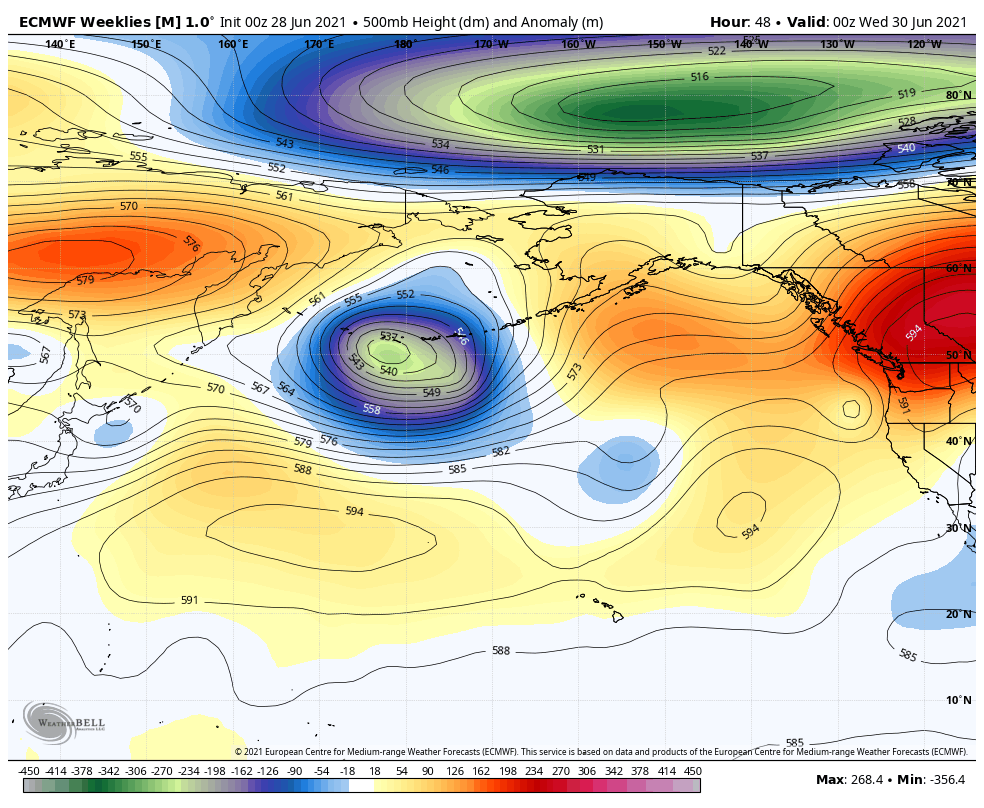 ECMWF Weeklies [M] 1.0° Init 00z 28 Jun 2021 • 500mb Height (dm) and Anomaly (m) Hour: 48 • Valid: 00z Wed 30 Jun 2021
140°E 150°E 160°E 170°E 180° 170°W 160°W 150°W 140°W 130°W 120°W
525
522
516
80°N
519
528
543 534 531 537 540
555
552 546 549 558
70°N
561
570
576
60°N
579
561 555 552
573
546
537
594
567
543
540
573
50°N
570 567 564 549
570
558
591
579 576
40°N
582
588 585
594
594
30°N
591
20°N
588
585
10°N
585
WEATHERBELL
ANALYTICS LLC
© 2021 European Centre for Medium-range Weather Forecasts (ECMWF). This service is based on data and products of the European Centre for Medium-range Weather Forecasts (ECMWF).
-450 -414 -378 -342 -306 -270 -234 -198 -162 -126 -90 -54 -18 18 54 90 126 162 198 234 270 306 342 378 414 450
Max: 268.4 • Min: -356.4